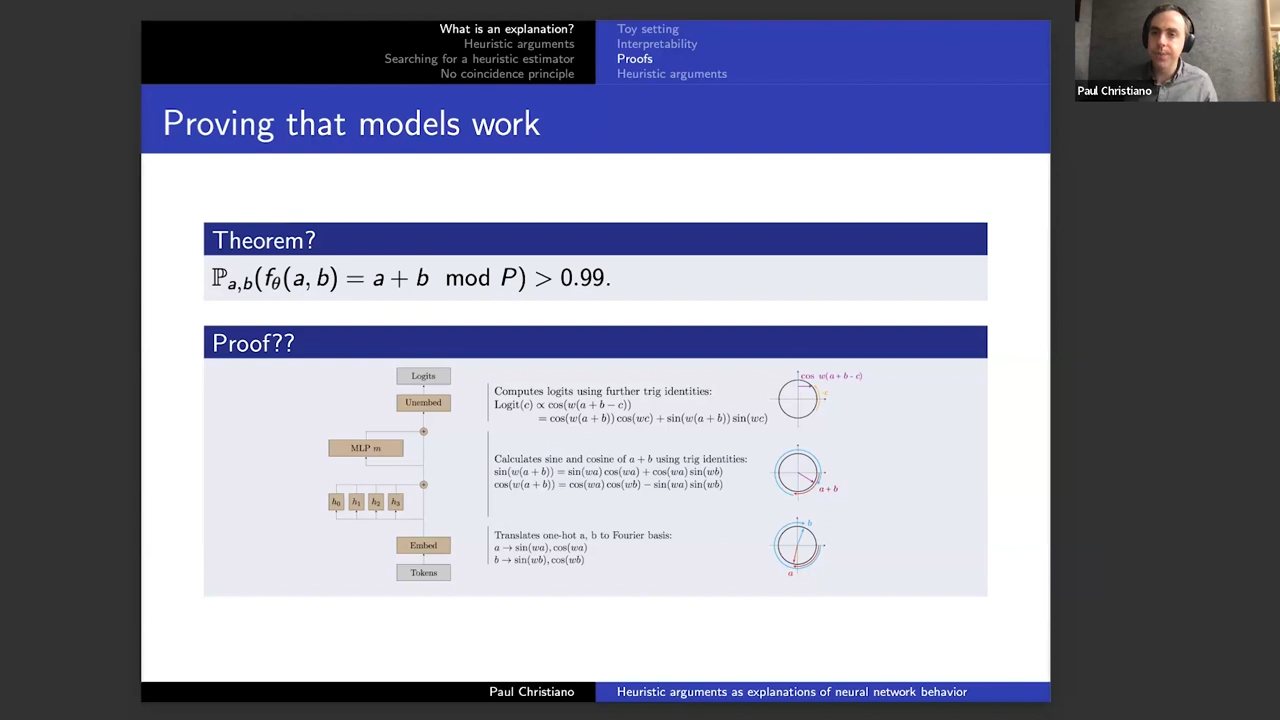 What is an explanation?
Heuristic arguments
Searching for a heuristic estimator
No coincidence principle
Toy setting
Interpretability
Proofs
Heuristic arguments
Paul Christiano
Proving that models work
Theorem?
ℙa,b(fθ(a, b) = a + b mod P) > 0.99.
Proof??
Logits
Unembed
MLP m
h0 h1 h2 h3
Embed
Tokens
Computes logits using further trig identities:
Logit(c) ∝ cos(w(a + b − c))
= cos(w(a + b)) cos(wc) + sin(w(a + b)) sin(wc)
Calculates sine and cosine of a + b using trig identities:
sin(w(a + b)) = sin(wa) cos(wa) + cos(wa) sin(wb)
cos(w(a + b)) = cos(wa) cos(wb) − sin(wa) sin(wb)
Translates one-hot a, b to Fourier basis:
a → sin(wa), cos(wa)
b → sin(wb), cos(wb)
cos w(a + b - c)
-c
a + b
b
a
Paul Christiano
Heuristic arguments as explanations of neural network behavior